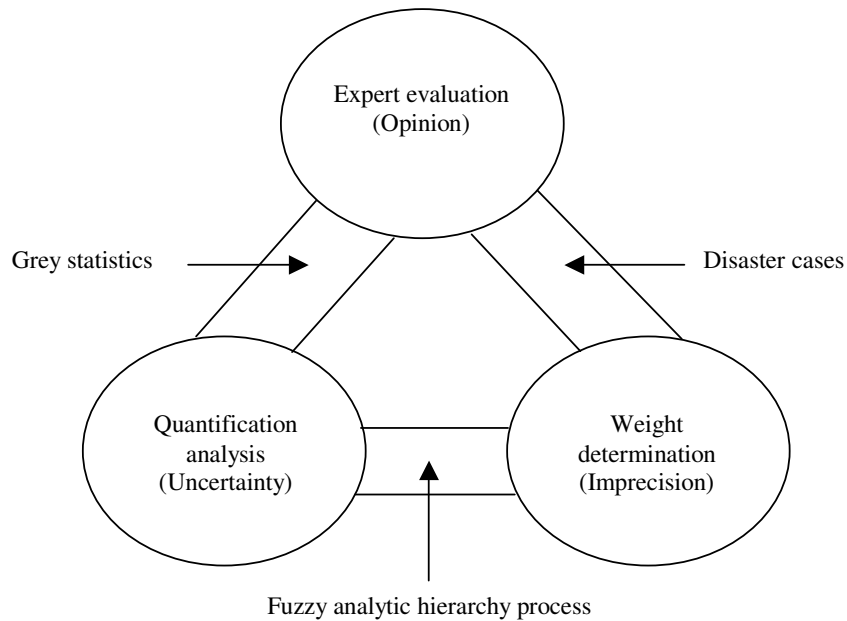 Expert evaluation
(Opinion)
Grey statistics
Disaster cases
Quantification
analysis
(Uncertainty)
Weight
determination
(Imprecision)
Fuzzy analytic hierarchy process